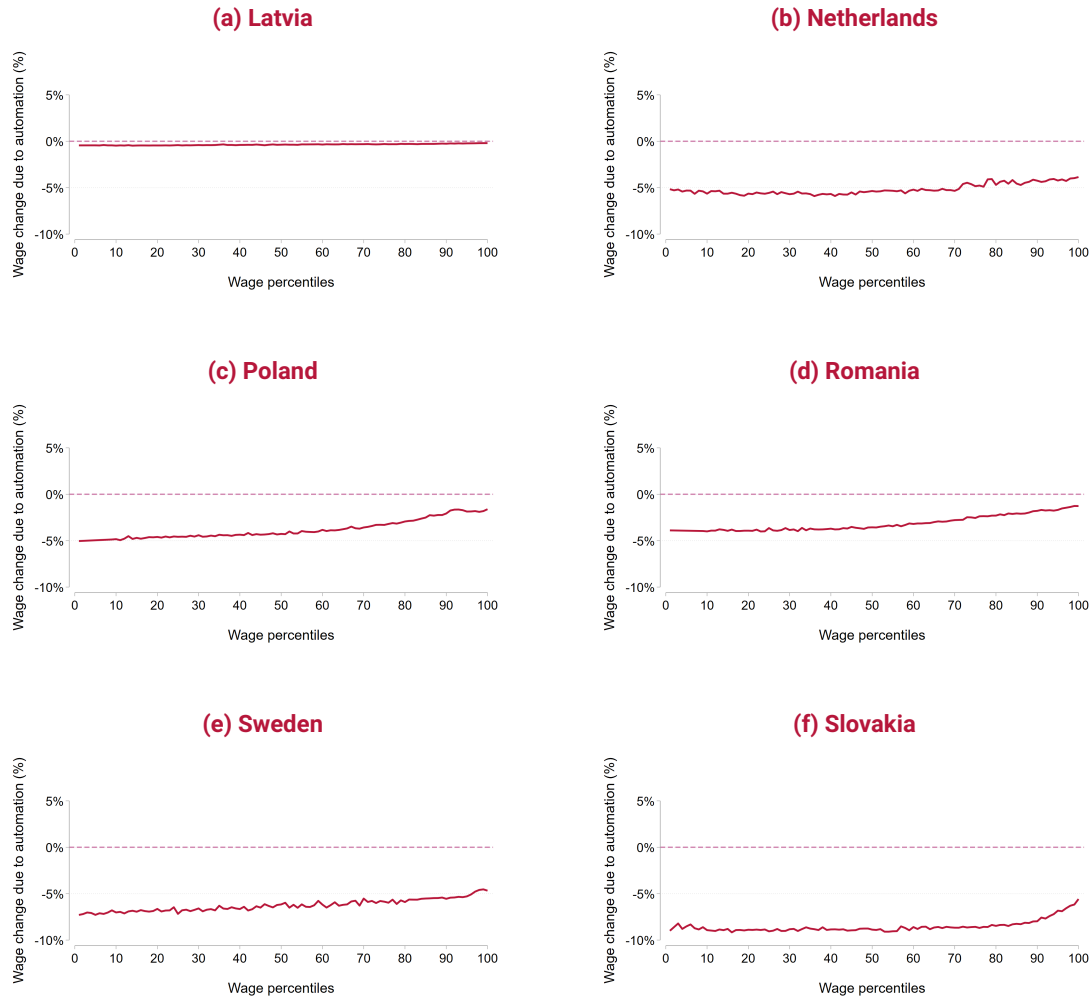 (a) Latvia
Wage change due to automation (%)
5%
0%
-5%
-10%
0 10 20 30 40 50 60 70 80 90 100
Wage percentiles
(b) Netherlands
Wage change due to automation (%)
5%
0%
-5%
-10%
0 10 20 30 40 50 60 70 80 90 100
Wage percentiles
(c) Poland
Wage change due to automation (%)
5%
0%
-5%
-10%
0 10 20 30 40 50 60 70 80 90 100
Wage percentiles
(d) Romania
Wage change due to automation (%)
5%
0%
-5%
-10%
0 10 20 30 40 50 60 70 80 90 100
Wage percentiles
(e) Sweden
Wage change due to automation (%)
5%
0%
-5%
-10%
0 10 20 30 40 50 60 70 80 90 100
Wage percentiles
(f) Slovakia
Wage change due to automation (%)
5%
0%
-5%
-10%
0 10 20 30 40 50 60 70 80 90 100
Wage percentiles